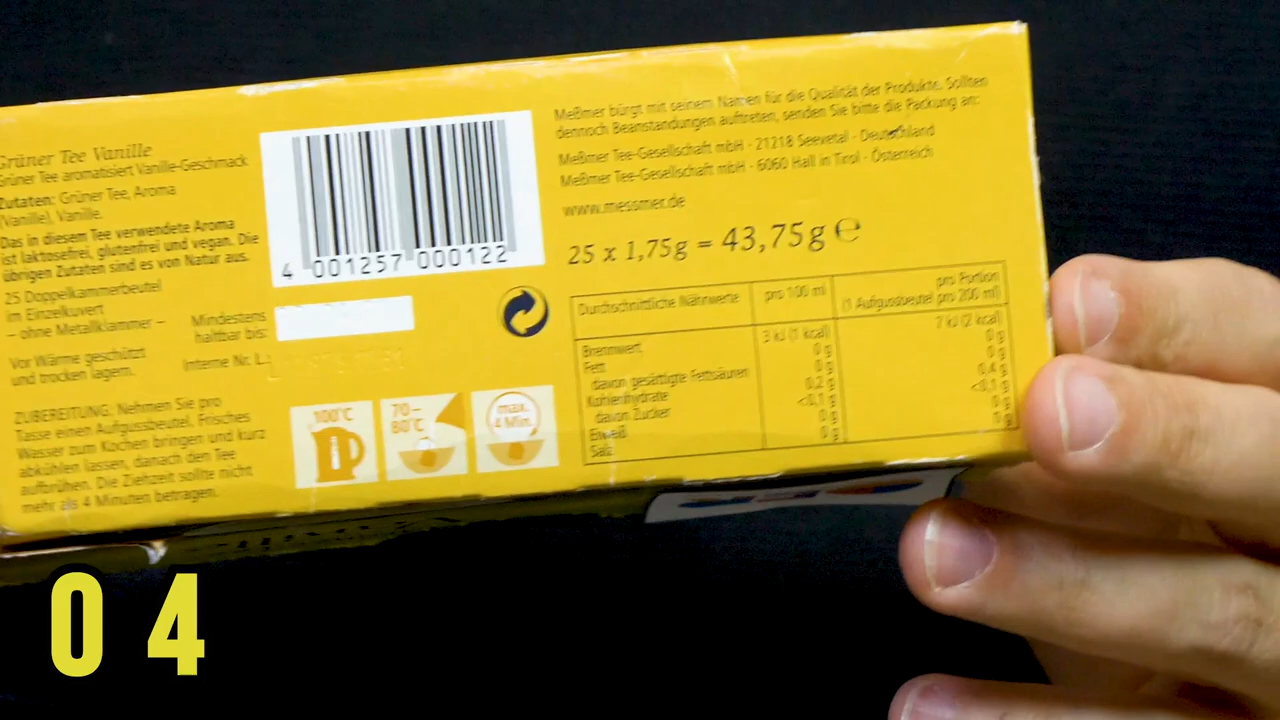 Grüner Tee Vanille
Grüner Tee aromatisiert Vanille-Geschmack
Zutaten: Grüner Tee, Aroma
(Vanille), Vanille.
Das in diesem Tee verwendete Aroma
ist laktosefrei, glutenfrei und vegan. Die
übrigen Zutaten sind es von Natur aus.
25 Doppelkammerbeutel
im Einzelkuvert
– ohne Metallklammer –
Vor Wärme geschützt
und trocken lagern.
Mindestens
haltbar bis:
Interne Nr. L:
ZUBEREITUNG: Nehmen Sie pro
Tasse einen Aufgussbeutel. Frisches
Wasser zum Kochen bringen und kurz
abkühlen lassen, danach den Tee
aufbrühen. Die Ziehzeit sollte nicht
mehr als 4 Minuten betragen.
4 001257 000122
100°C
70–
80°C
max.
4 Min.
Meßmer bürgt mit seinem Namen für die Qualität der Produkte. Sollten
dennoch Beanstandungen auftreten, senden Sie bitte die Packung an:
Meßmer Tee-Gesellschaft mbH - 21218 Seevetal - Deutschland
Meßmer Tee-Gesellschaft mbH - 6060 Hall in Tirol - Österreich
www.messmer.de
25 x 1,75g = 43,75g ℮
Durchschnittliche Nährwerte pro 100 ml pro Portion
(1 Aufgussbeutel pro 200 ml)
Brennwert 3 kJ (1 kcal) 7 kJ (2 kcal)
Fett 0 g 0 g
davon gesättigte Fettsäuren 0 g 0 g
Kohlenhydrate 0,2 g 0,4 g
davon Zucker <0,1 g <0,1 g
Eiweiß 0 g 0 g
Salz 0 g 0 g
04